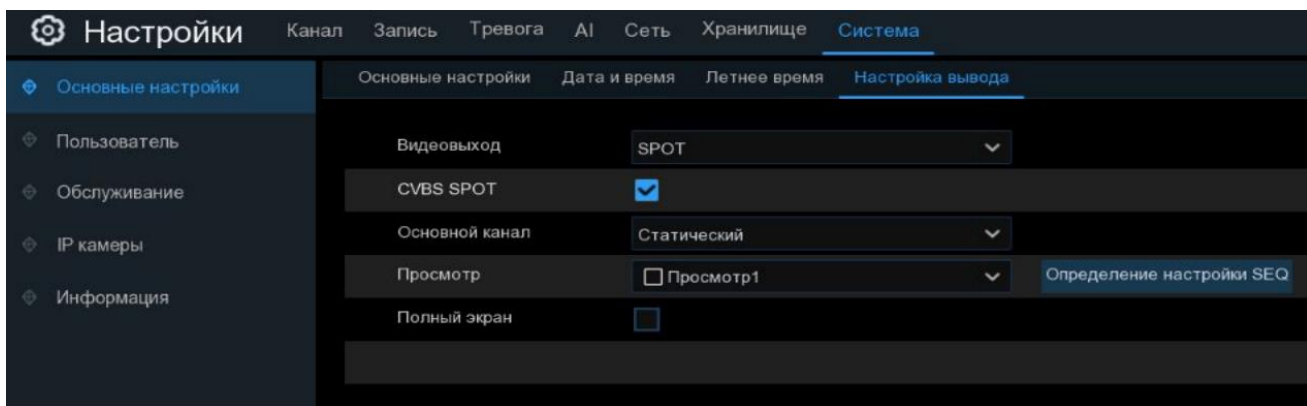 Настройки Канал Запись Тревога AI Сеть Хранилище Система
Основные настройки Дата и время Летнее время Настройка вывода
Основные настройки
Пользователь
Обслуживание
IP камеры
Информация
Видеовыход SPOT
CVBS SPOT
Основной канал Статический
Просмотр Просмотр1 Определение настройки SEQ
Полный экран